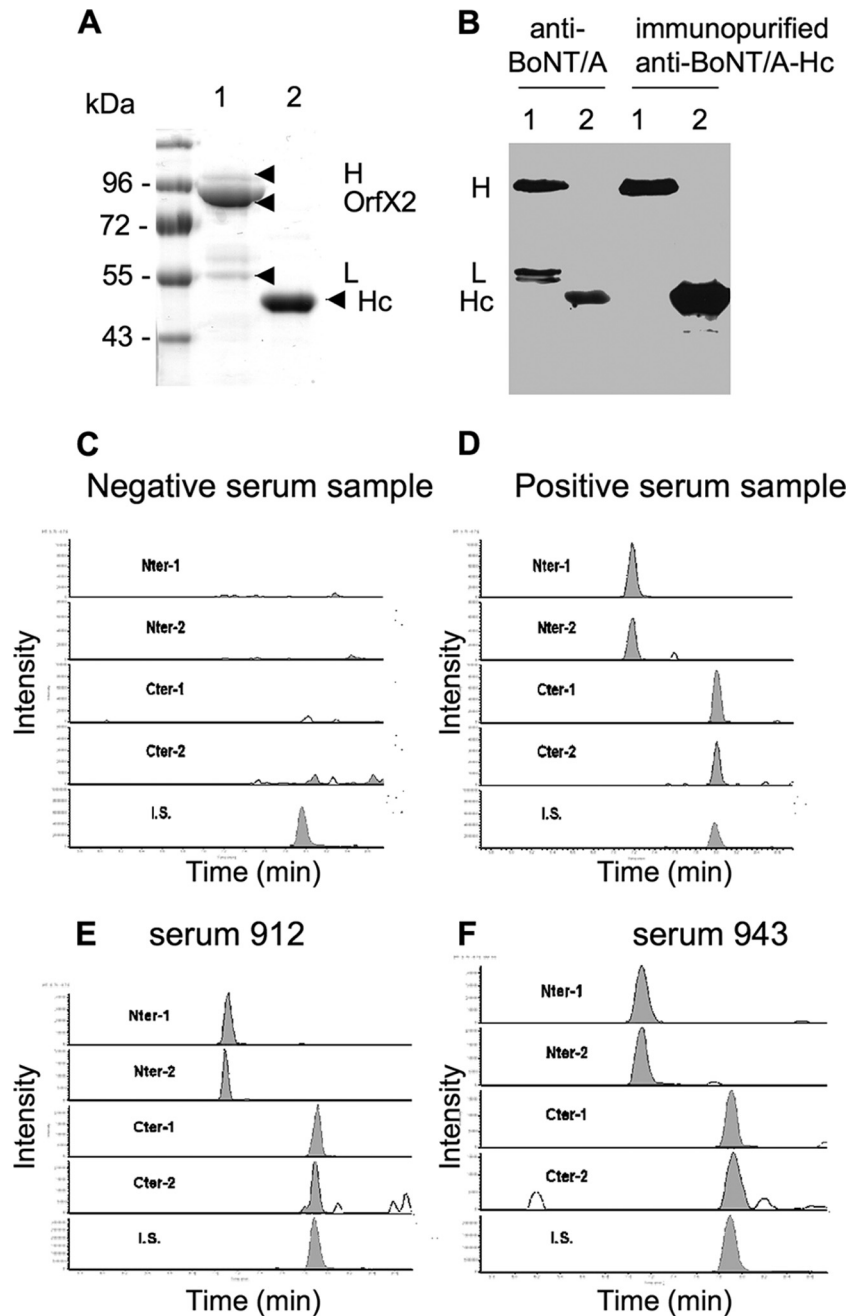 A
kDa
1 2
96 -
72 -
55 -
43 -
H
OrfX2
L
Hc
B
anti-
BoNT/A
immunopurified
anti-BoNT/A-Hc
1 2 1 2
H
L
Hc
C
Negative serum sample
Nter-1
Nter-2
Cter-1
Cter-2
I.S.
Intensity
Time (min)
D
Positive serum sample
Nter-1
Nter-2
Cter-1
Cter-2
I.S.
Intensity
Time (min)
E
serum 912
Nter-1
Nter-2
Cter-1
Cter-2
I.S.
Intensity
Time (min)
F
serum 943
Nter-1
Nter-2
Cter-1
Cter-2
I.S.
Intensity
Time (min)